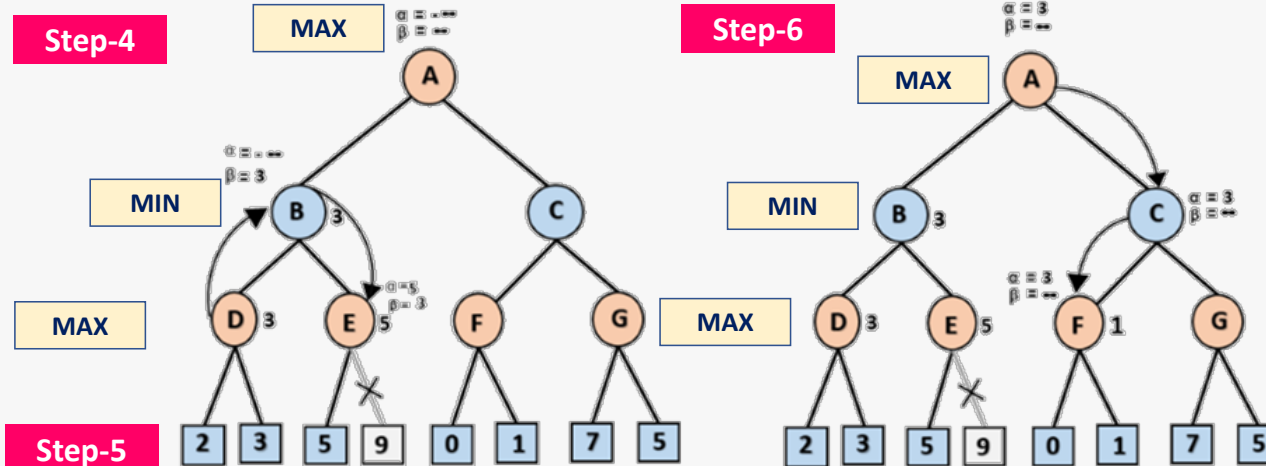 Step-4
MAX
α = - ∞
β = ∞
A
α = - ∞
β = 3
MIN
B
3
C
α = 5
β = 3
MAX
D
3
E
5
F
G
2
3
5
9
0
1
7
5
Step-5
Step-6
α = 3
β = ∞
MAX
A
MIN
B
3
C
α = 3
β = ∞
α = 3
β = ∞
MAX
D
3
E
5
F
1
G
2
3
5
9
0
1
7
5